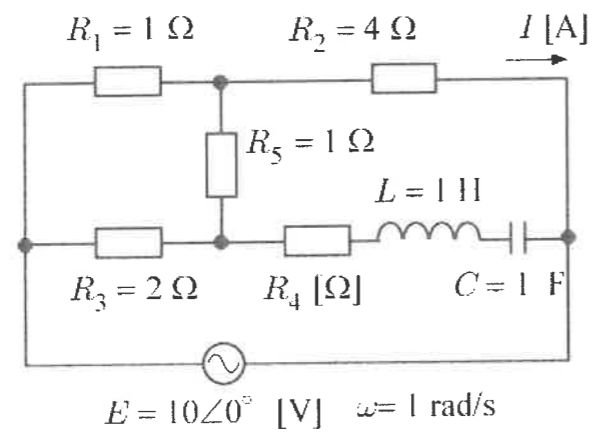 R₁ = 1 Ω
R₂ = 4 Ω
I [A]
R₅ = 1 Ω
L = 1 H
R₃ = 2 Ω
R₄ [Ω]
C = 1 F
E = 10∠0° [V] ω= 1 rad/s